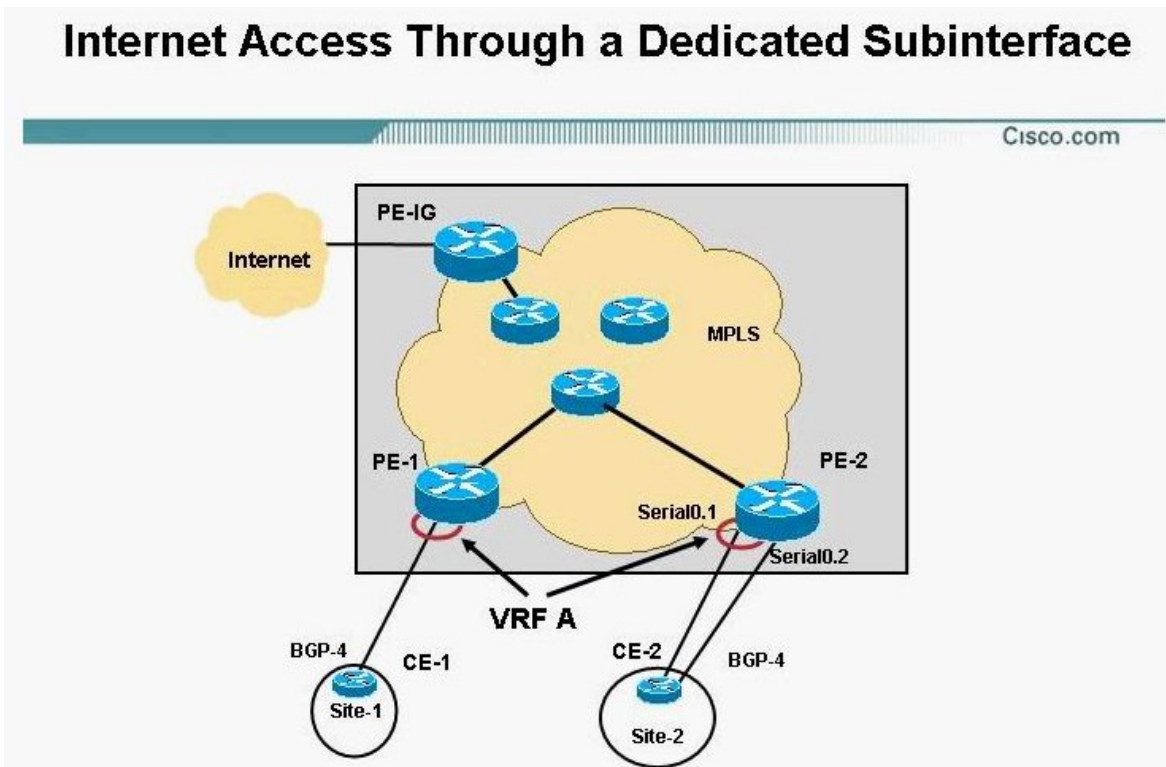 Internet Access Through a Dedicated Subinterface
Cisco.com
PE-IG
Internet
MPLS
PE-1
PE-2
Serial0.1
Serial0.2
VRF A
BGP-4
CE-1
CE-2
BGP-4
Site-1
Site-2